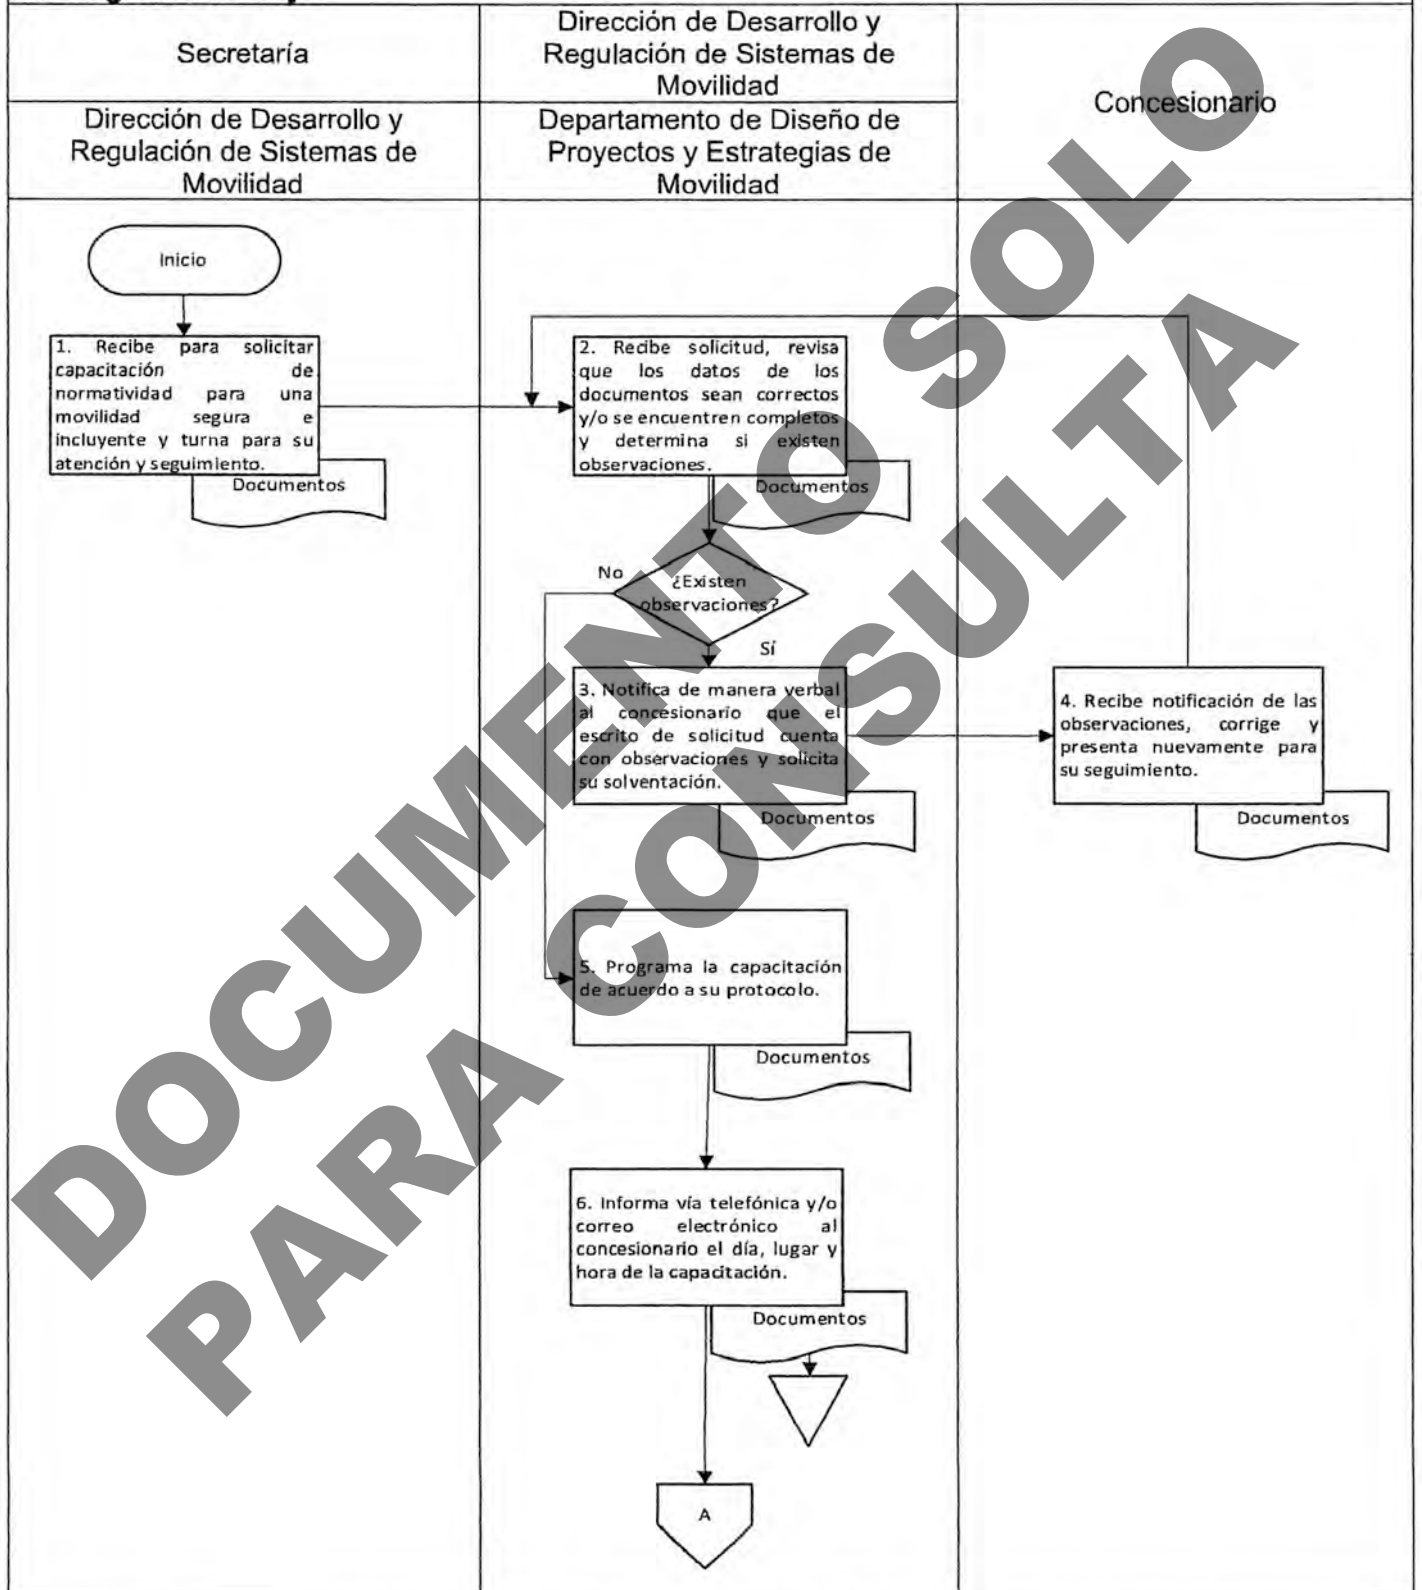 Secretaría
Dirección de Desarrollo y
Regulación de Sistemas de
Movilidad
Dirección de Desarrollo y
Regulación de Sistemas de
Movilidad
Departamento de Diseño de
Proyectos y Estrategias de
Movilidad
Concesionario
Inicio
1. Recibe para solicitar
capacitación de
normatividad para una
movilidad segura e
incluyente y turna para su
atención y seguimiento.
Documentos
2. Recibe solicitud, revisa
que los datos de los
documentos sean correctos
y/o se encuentren completos
y determina si existen
observaciones.
Documentos
¿Existen
observaciones?
No
Sí
3. Notifica de manera verbal
al concesionario que el
escrito de solicitud cuenta
con observaciones y solicita
su solventación.
Documentos
4. Recibe notificación de las
observaciones, corrige y
presenta nuevamente para
su seguimiento.
Documentos
5. Programa la capacitación
de acuerdo a su protocolo.
Documentos
6. Informa vía telefónica y/o
correo electrónico al
concesionario el día, lugar y
hora de la capacitación.
Documentos
A
DOCUMENTO SOLO
PARA CONSULTA